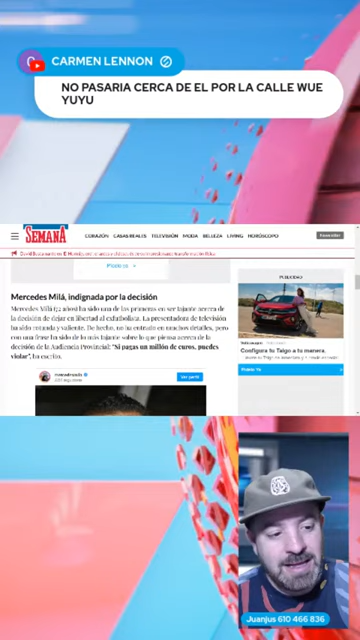 CARMEN LENNON
NO PASARIA CERCA DE EL POR LA CALLE WUE
YUYU
SEMANA
CORAZÓN CASAS REALES TELEVISIÓN MODA BELLEZA LIVING HORÓSCOPO
PUBLICIDAD
Mercedes Milá, indignada por la decisión
Mercedes Milá (72 años) ha sido una de las primeras en ser tajante acerca de
la decisión de dejar en libertad al exfutbolista. La presentadora de televisión
ha sido rotunda y valiente. De hecho, no ha entrado en muchos detalles, pero
con una frase ha sido de lo más tajante sobre lo que piensa acerca de la
decisión de la Audiencia Provincial: "Si pagas un millón de euros, puedes
violar", ha escrito.
Configura tu Taigo a tu manera.
Ver perfil
Juanjus 610 466 836